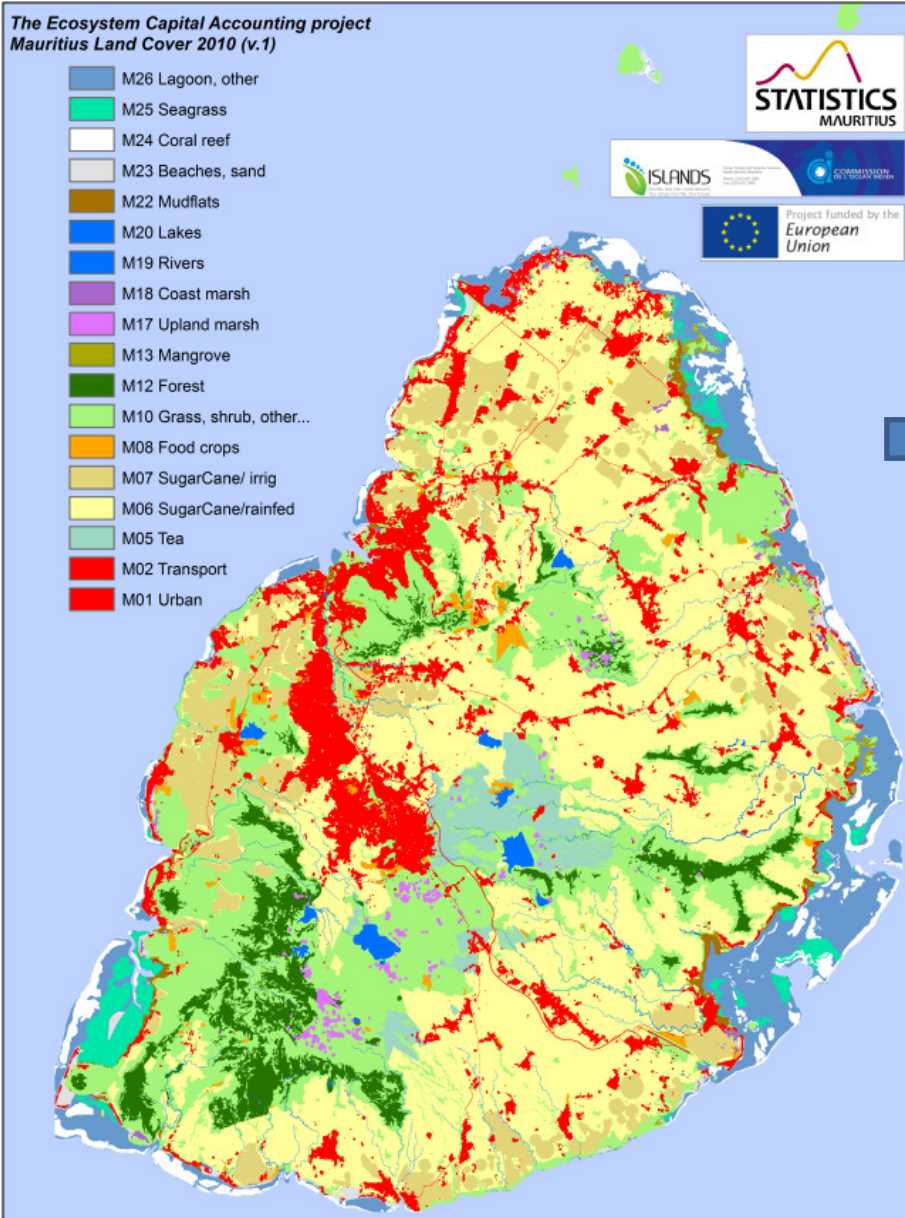 The Ecosystem Capital Accounting project
Mauritius Land Cover 2010 (v.1)
M26 Lagoon, other
M25 Seagrass
M24 Coral reef
M23 Beaches, sand
M22 Mudflats
M20 Lakes
M19 Rivers
M18 Coast marsh
M17 Upland marsh
M13 Mangrove
M12 Forest
M10 Grass, shrub, other...
M08 Food crops
M07 SugarCane/ irrig
M06 SugarCane/rainfed
M05 Tea
M02 Transport
M01 Urban
STATISTICS
MAURITIUS
ISLANDS
COMMISSION
DE L'OCEAN INDIEN
Project funded by the
European
Union